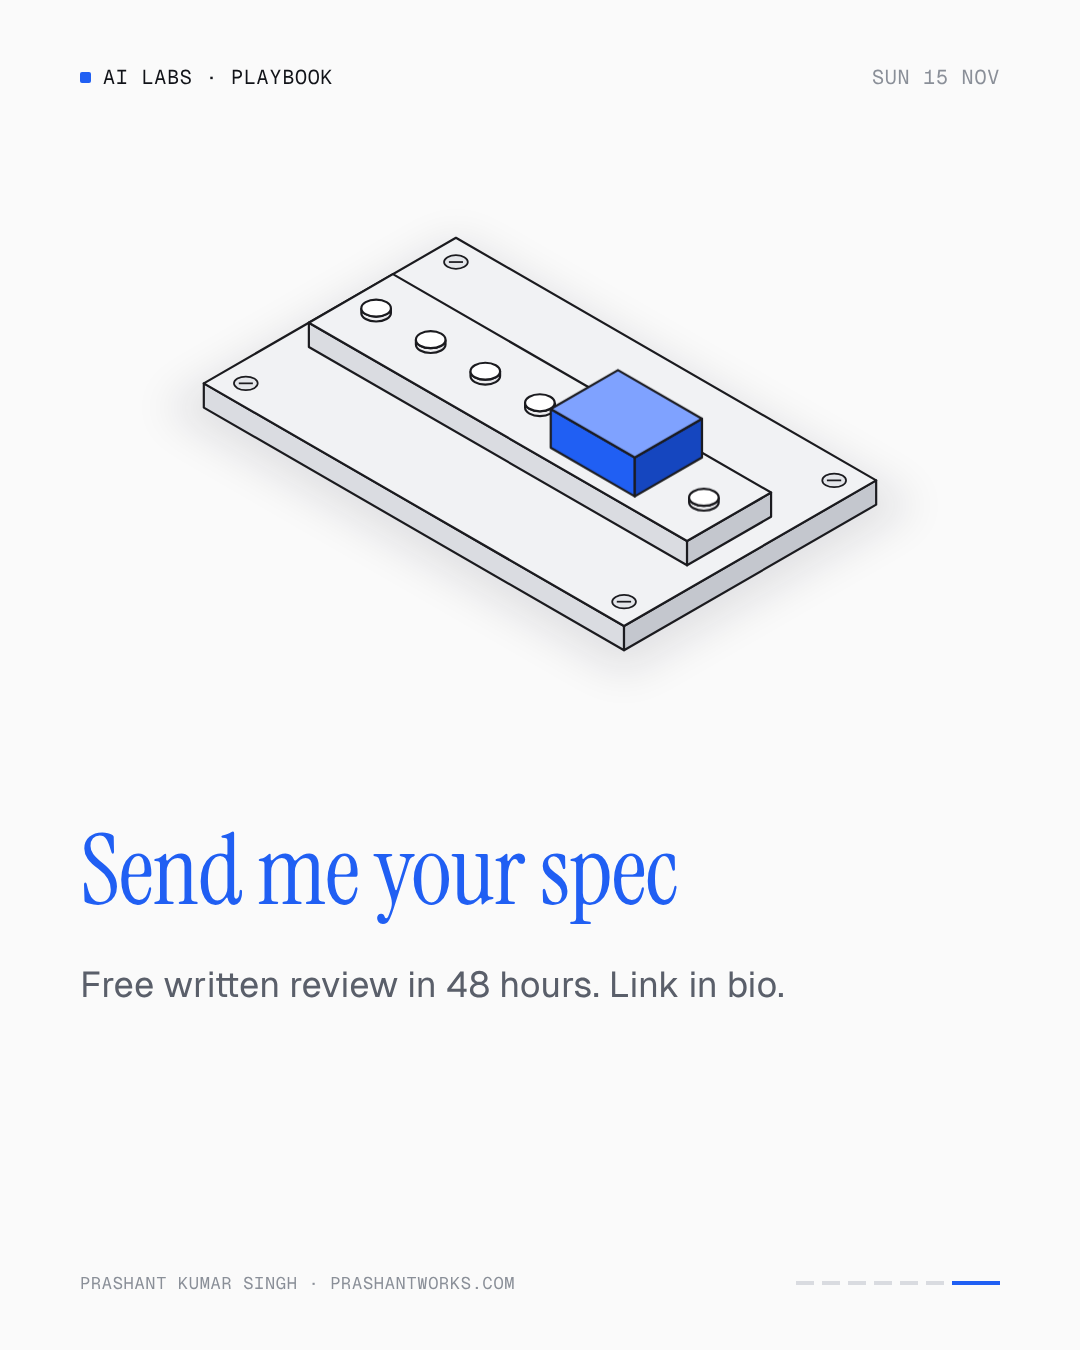 AI LABS · PLAYBOOK
SUN 15 NOV
Send me your spec
Free written review in 48 hours. Link in bio.
PRASHANT KUMAR SINGH · PRASHANTWORKS.COM